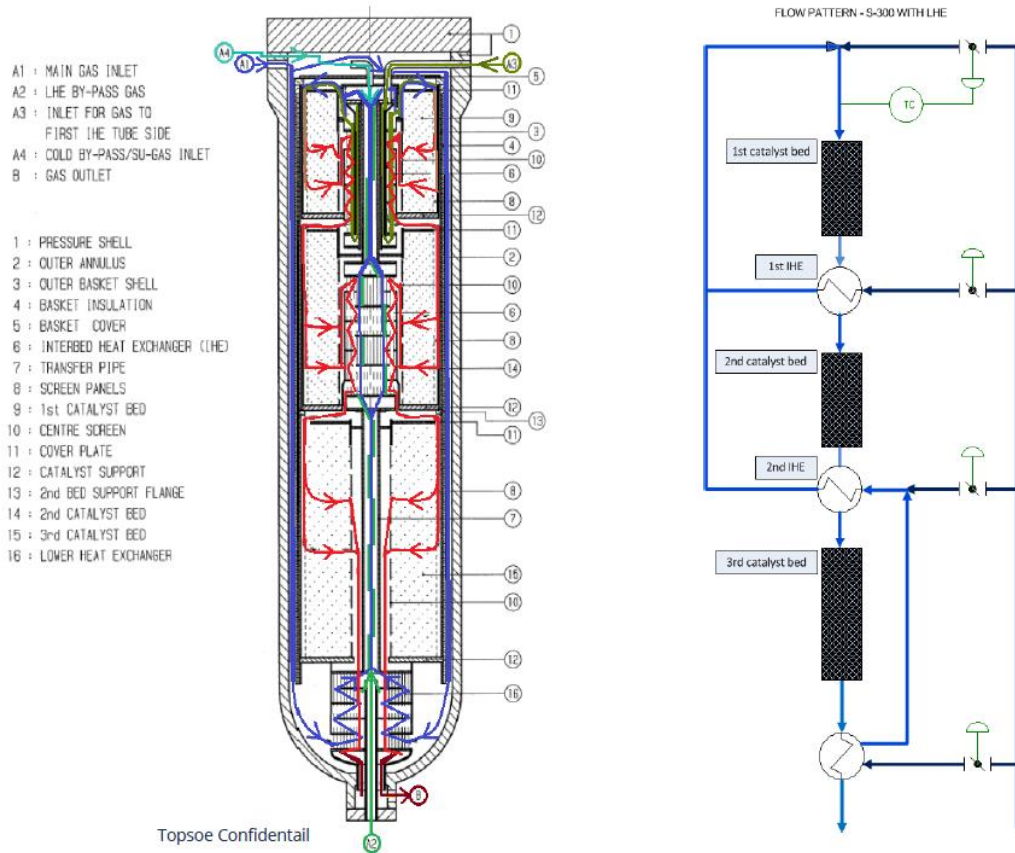 A1 : MAIN GAS INLET
A2 : LHE BY-PASS GAS
A3 : INLET FOR GAS TO
FIRST IHE TUBE SIDE
A4 : COLD BY-PASS/SU-GAS INLET
B : GAS OUTLET
1 : PRESSURE SHELL
2 : OUTER ANNULUS
3 : OUTER BASKET SHELL
4 : BASKET INSULATION
5 : BASKET COVER
6 : INTERBED HEAT EXCHANGER (IHE)
7 : TRANSFER PIPE
8 : SCREEN PANELS
9 : 1st CATALYST BED
10 : CENTRE SCREEN
11 : COVER PLATE
12 : CATALYST SUPPORT
13 : 2nd BED SUPPORT FLANGE
14 : 2nd CATALYST BED
15 : 3rd CATALYST BED
16 : LOWER HEAT EXCHANGER
A4
A1
A3
1
5
11
9
3
4
10
6
8
12
11
2
10
6
8
14
12
13
11
8
7
15
10
12
16
B
A2
Topsoe Confidentail
FLOW PATTERN - S-300 WITH LHE
TC
1st catalyst bed
1st IHE
2nd catalyst bed
2nd IHE
3rd catalyst bed